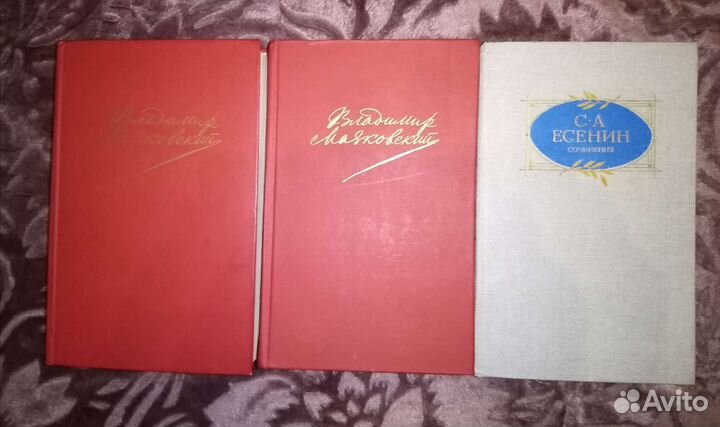 Владимир
Маяковский
Владимир
Маяковский
С·А
ЕСЕНИН
СОЧИНЕНИЯ
Avito